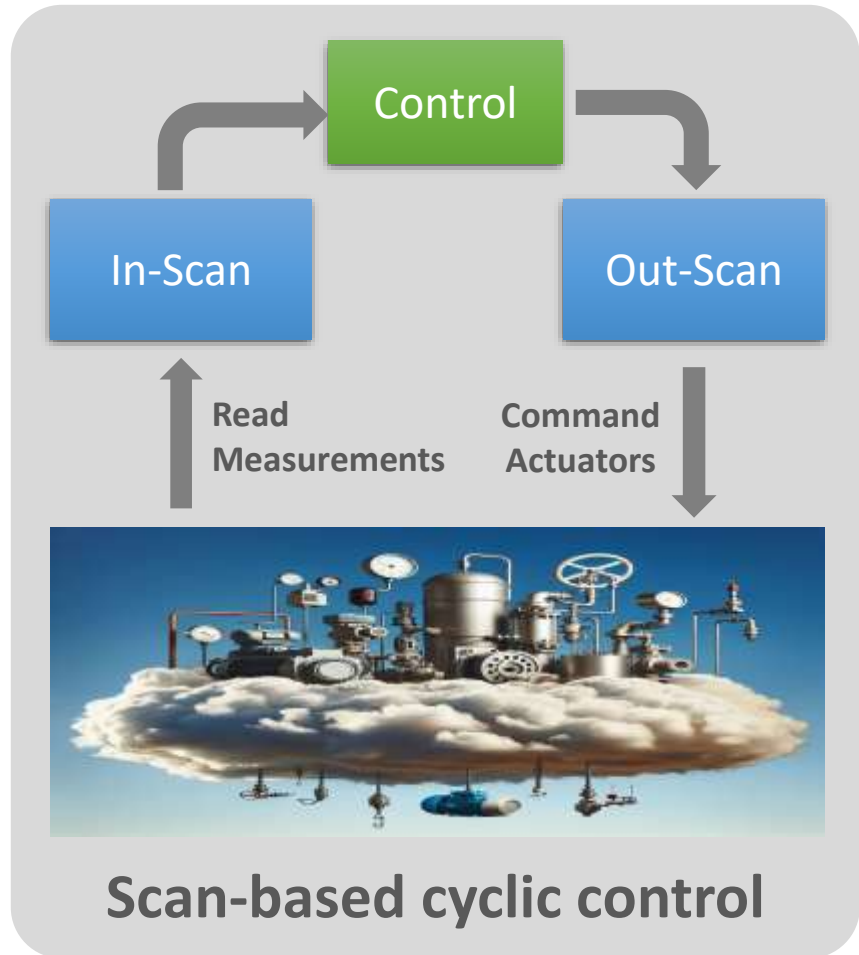 Control
In-Scan
Out-Scan
Read
Measurements
Command
Actuators
Scan-based cyclic control